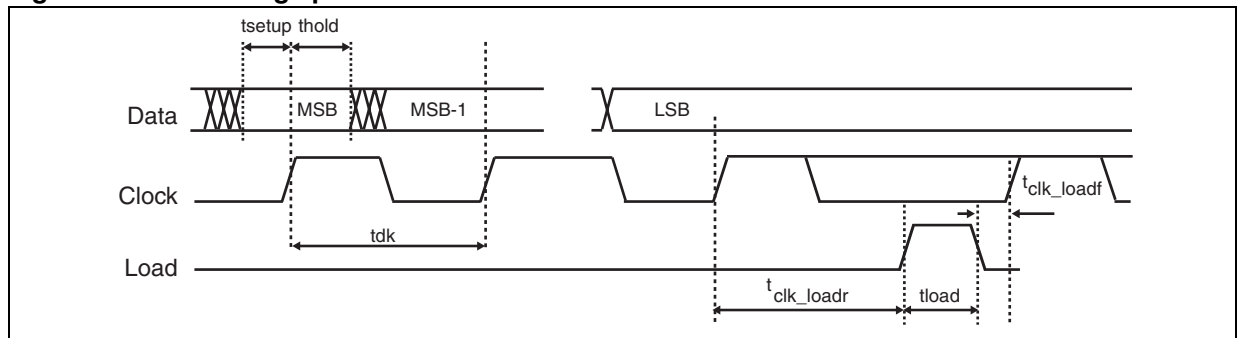 tsetup thold
Data MSB MSB-1 LSB
Clock
tclk_loadf
tdk
Load
tclk_loadr tload